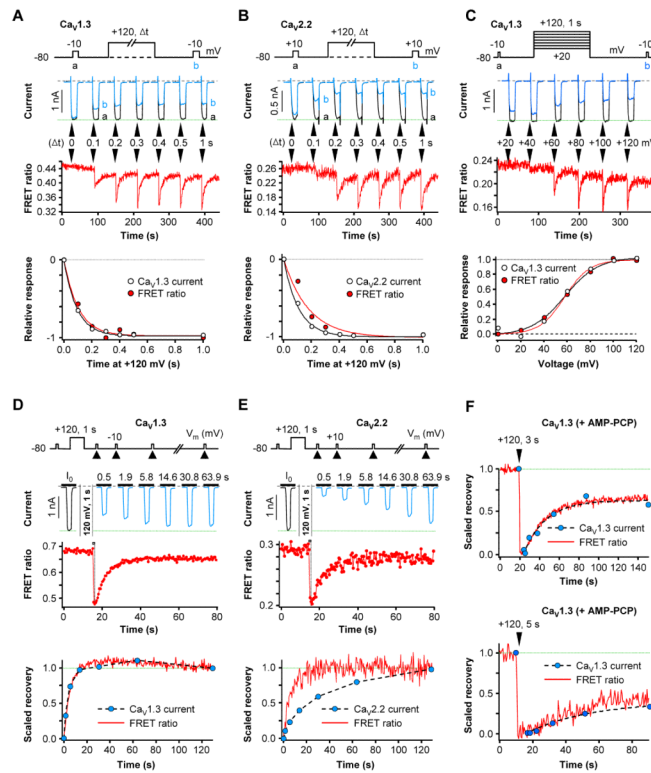 A
CaV1.3
+120, Δt
-10
-10
mV
-80
a
b
Current
1 nA
b
a
(Δt) 0 0.1 0.2 0.3 0.4 0.5 1 s
FRET ratio
0.44
0.40
0.36
0.32
0 100 200 300 400
Time (s)
Relative response
0
-1
CaV1.3 current
FRET ratio
0.0 0.2 0.4 0.6 0.8 1.0
Time at +120 mV (s)
B
CaV2.2
+120, Δt
+10
+10
mV
-80
a
b
Current
0.5 nA
b
a
(Δt) 0 0.1 0.2 0.3 0.4 0.5 1 s
FRET ratio
0.26
0.22
0.18
0.14
0 100 200 300 400
Time (s)
Relative response
0
-1
CaV2.2 current
FRET ratio
0.0 0.2 0.4 0.6 0.8 1.0
Time at +120 mV (s)
C
CaV1.3
+120, 1 s
-10
-10
-80
+20
mV
a
b
Current
1 nA
+20 +40 +60 +80 +100 +120 mV
FRET ratio
0.24
0.20
0.16
0.12
0 100 200 300
Time (s)
Relative response
1.0
0.8
0.6
0.4
0.2
0.0
CaV1.3 current
FRET ratio
0 20 40 60 80 100 120
Voltage (mV)
D
CaV1.3
+120, 1 s
-10
Vm (mV)
-80
I0
0.5 1.9 5.8 14.6 30.8 63.9 s
Current
1 nA
120 mV, 1 s
FRET ratio
0.7
0.6
0.5
0 20 40 60 80
Time (s)
Scaled recovery
1.0
0.5
0.0
CaV1.3 current
FRET ratio
0 20 40 60 80 100 120
Time (s)
E
CaV2.2
+120, 1 s
+10
Vm (mV)
-80
I0
0.5 1.9 5.8 14.6 30.8 63.9 s
Current
1 nA
120 mV, 1 s
FRET ratio
0.3
0.2
0 20 40 60 80
Time (s)
Scaled recovery
1.0
0.5
0.0
CaV2.2 current
FRET ratio
0 20 40 60 80 100 120
Time (s)
F
CaV1.3 (+ AMP-PCP)
+120, 3 s
Scaled recovery
1.0
0.5
0.0
CaV1.3 current
FRET ratio
0 20 40 60 80 100 120 140
Time (s)
CaV1.3 (+ AMP-PCP)
+120, 5 s
Scaled recovery
1.0
0.5
0.0
CaV1.3 current
FRET ratio
0 20 40 60 80
Time (s)